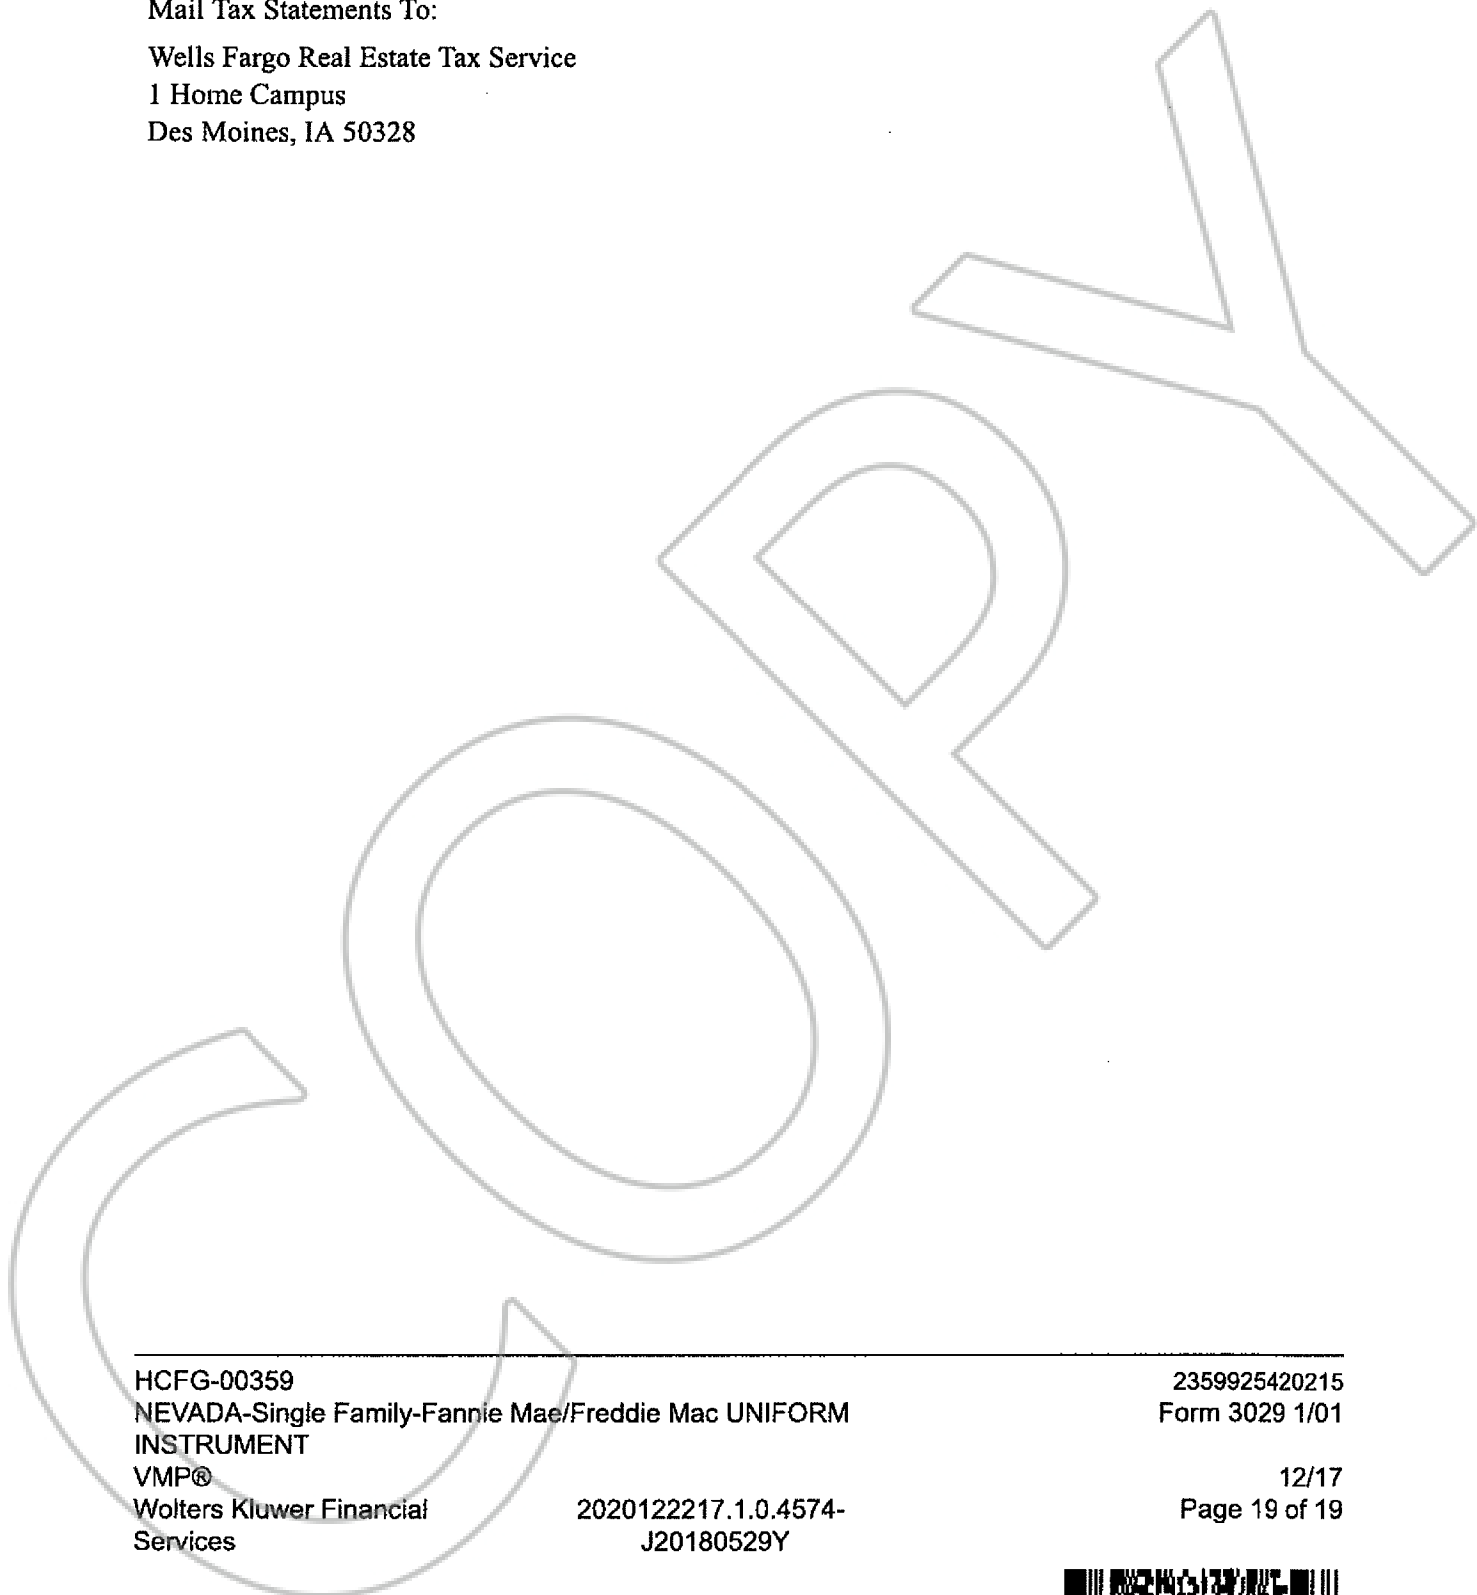 Mail Tax Statements To:
Wells Fargo Real Estate Tax Service
1 Home Campus
Des Moines, IA 50328
COPY
HCFG-00359 2359925420215
NEVADA-Single Family-Fannie Mae/Freddie Mac UNIFORM Form 3029 1/01
INSTRUMENT
VMP® 12/17
Wolters Kluwer Financial 2020122217.1.0.4574- Page 19 of 19
Services J20180529Y